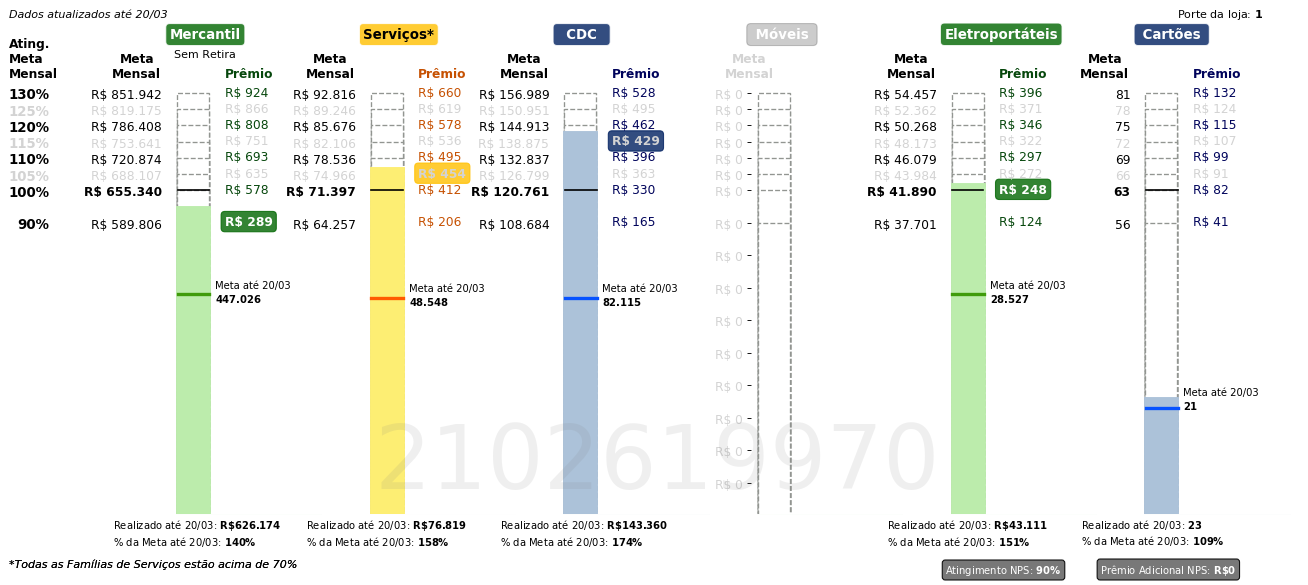 Dados atualizados até 20/03
Porte da loja: 1
Mercantil
Serviços*
CDC
Móveis
Eletroportáteis
Cartões
Sem Retira
Ating. Meta Mensal
Meta Mensal Prêmio Meta Mensal Prêmio Meta Mensal Prêmio Meta Mensal Meta Mensal Prêmio Meta Mensal Prêmio
130% R$ 851.942 R$ 924 R$ 92.816 R$ 660 R$ 156.989 R$ 528 R$ 0 R$ 54.457 R$ 396 81 R$ 132
125% R$ 819.175 R$ 866 R$ 89.246 R$ 619 R$ 150.951 R$ 495 R$ 0 R$ 52.362 R$ 371 78 R$ 124
120% R$ 786.408 R$ 808 R$ 85.676 R$ 578 R$ 144.913 R$ 462 R$ 0 R$ 50.268 R$ 346 75 R$ 115
115% R$ 753.641 R$ 751 R$ 82.106 R$ 536 R$ 138.875 R$ 429 R$ 0 R$ 48.173 R$ 322 72 R$ 107
110% R$ 720.874 R$ 693 R$ 78.536 R$ 495 R$ 132.837 R$ 396 R$ 0 R$ 46.079 R$ 297 69 R$ 99
105% R$ 688.107 R$ 635 R$ 74.966 R$ 454 R$ 126.799 R$ 363 R$ 0 R$ 43.984 R$ 272 66 R$ 91
100% R$ 655.340 R$ 578 R$ 71.397 R$ 412 R$ 120.761 R$ 330 R$ 0 R$ 41.890 R$ 248 63 R$ 82
90% R$ 589.806 R$ 289 R$ 64.257 R$ 206 R$ 108.684 R$ 165 R$ 0 R$ 37.701 R$ 124 56 R$ 41
R$ 0
R$ 0
R$ 0
R$ 0
R$ 0
R$ 0
R$ 0
R$ 0
Meta até 20/03
447.026
Meta até 20/03
48.548
Meta até 20/03
82.115
Meta até 20/03
28.527
Meta até 20/03
21
2102619970
Realizado até 20/03: R$626.174
% da Meta até 20/03: 140%
Realizado até 20/03: R$76.819
% da Meta até 20/03: 158%
Realizado até 20/03: R$143.360
% da Meta até 20/03: 174%
Realizado até 20/03: R$43.111
% da Meta até 20/03: 151%
Realizado até 20/03: 23
% da Meta até 20/03: 109%
*Todas as Famílias de Serviços estão acima de 70%
Atingimento NPS: 90%
Prêmio Adicional NPS: R$0